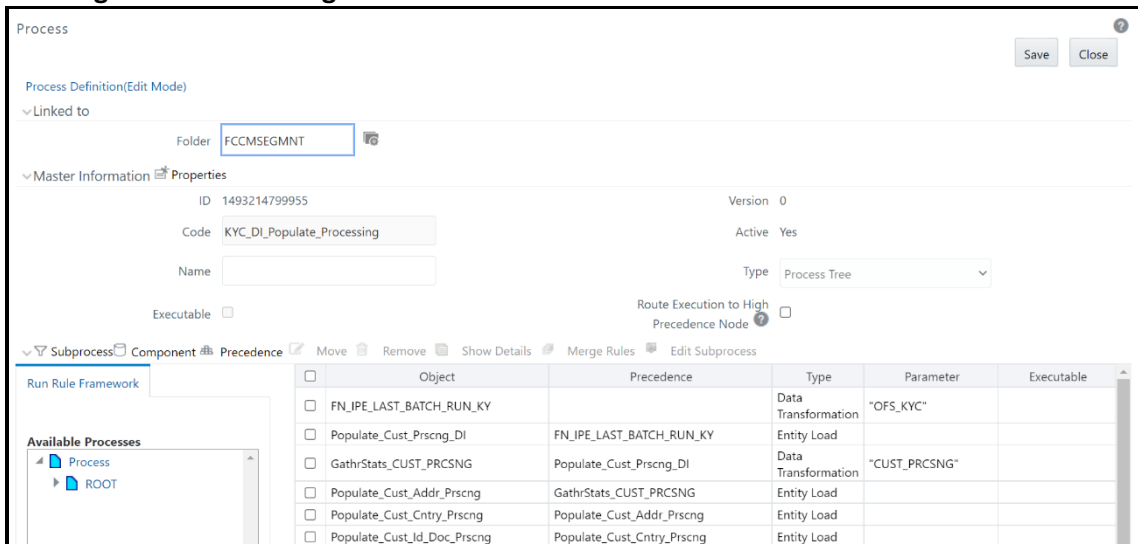 Process
Save Close
Process Definition(Edit Mode)
Linked to
Folder FCCMSEGMNT
Master Information Properties
ID 1493214799955 Version 0
Code KYC_DI_Populate_Processing Active Yes
Name Type Process Tree
Executable Route Execution to High Precedence Node
Subprocess Component Precedence Move Remove Show Details Merge Rules Edit Subprocess
Run Rule Framework
Available Processes
Process
ROOT
Object Precedence Type Parameter Executable
FN_IPE_LAST_BATCH_RUN_KY Data Transformation "OFS_KYC"
Populate_Cust_Prscng_DI FN_IPE_LAST_BATCH_RUN_KY Entity Load
GathrStats_CUST_PRCSNG Populate_Cust_Prscng_DI Data Transformation "CUST_PRCSNG"
Populate_Cust_Addr_Prscng GathrStats_CUST_PRCSNG Entity Load
Populate_Cust_Cntry_Prscng Populate_Cust_Addr_Prscng Entity Load
Populate_Cust_Id_Doc_Prscng Populate_Cust_Cntry_Prscng Entity Load